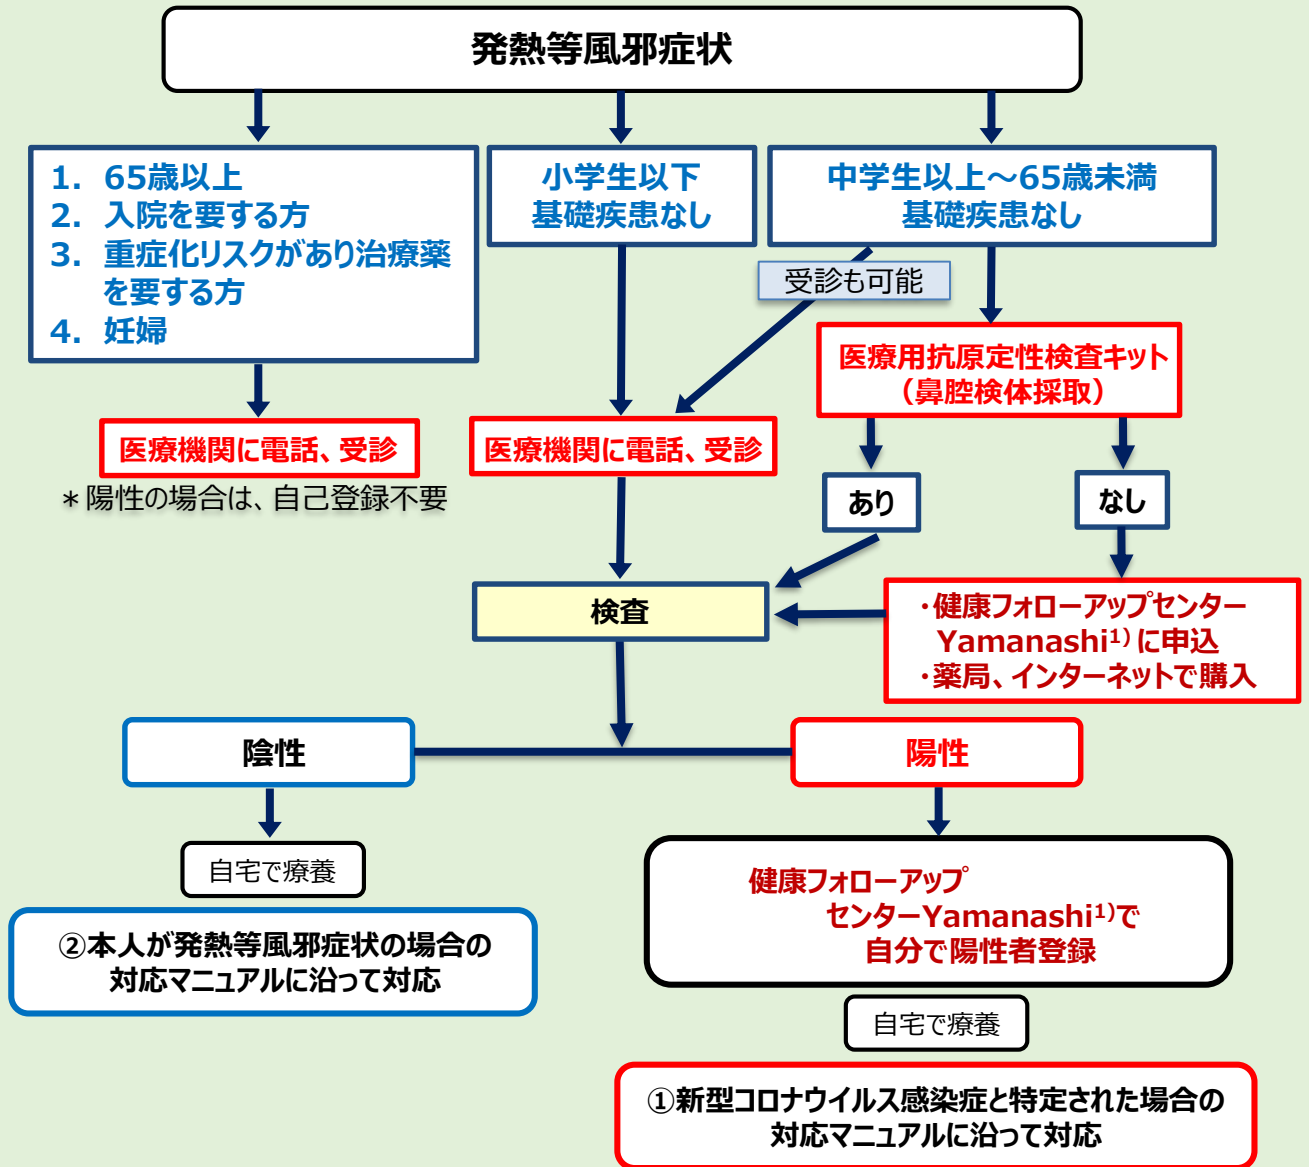 発熱等風邪症状
1. 65歳以上
2. 入院を要する方
3. 重症化リスクがあり治療薬
を要する方
4. 妊婦
小学生以下
基礎疾患なし
中学生以上～65歳未満
基礎疾患なし
受診も可能
医療用抗原定性検査キット
（鼻腔検体採取）
医療機関に電話、受診
＊陽性の場合は、自己登録不要
医療機関に電話、受診
あり
なし
検査
・健康フォローアップセンター
Yamanashi1）に申込
・薬局、インターネットで購入
陰性
陽性
自宅で療養
②本人が発熱等風邪症状の場合の
対応マニュアルに沿って対応
健康フォローアップ
センターYamanashi1）で
自分で陽性者登録
自宅で療養
①新型コロナウイルス感染症と特定された場合の
対応マニュアルに沿って対応